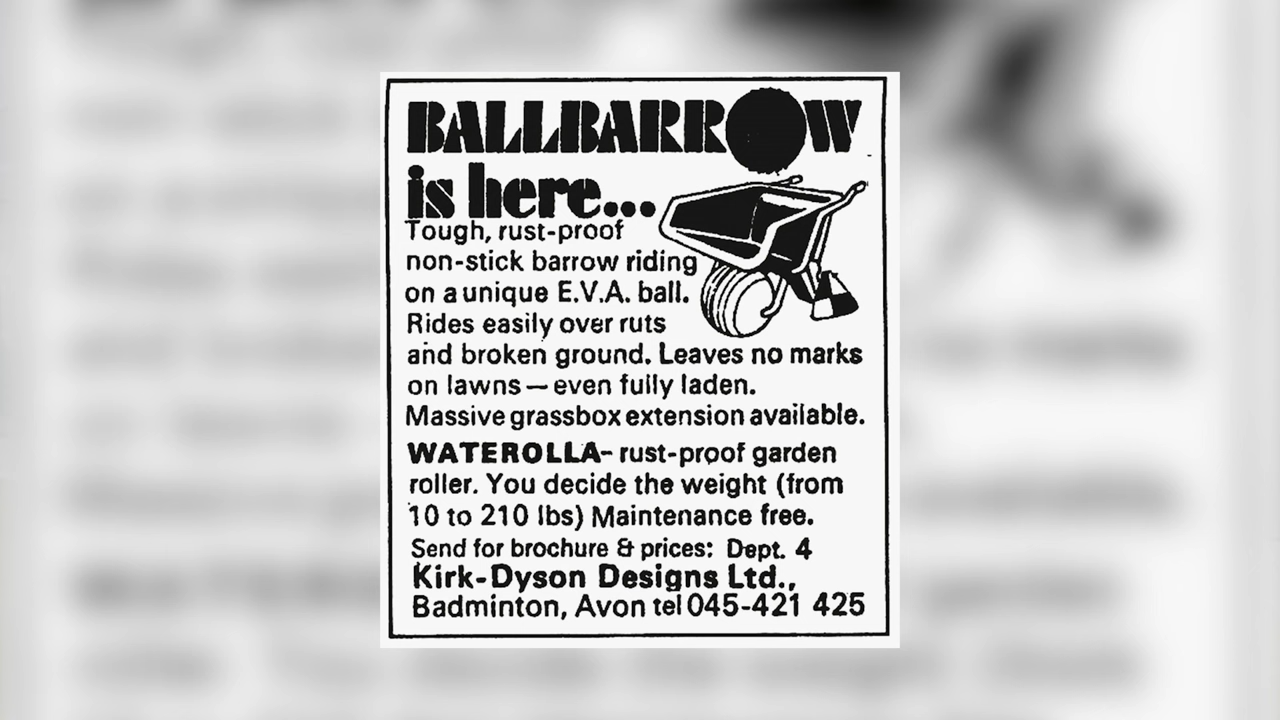 BALLBARROW
is here...
Tough, rust-proof
non-stick barrow riding
on a unique E.V.A. ball.
Rides easily over ruts
and broken ground. Leaves no marks
on lawns — even fully laden.
Massive grassbox extension available.
WATEROLLA- rust-proof garden
roller. You decide the weight (from
10 to 210 lbs) Maintenance free.
Send for brochure & prices: Dept. 4
Kirk-Dyson Designs Ltd.,
Badminton, Avon tel 045-421 425